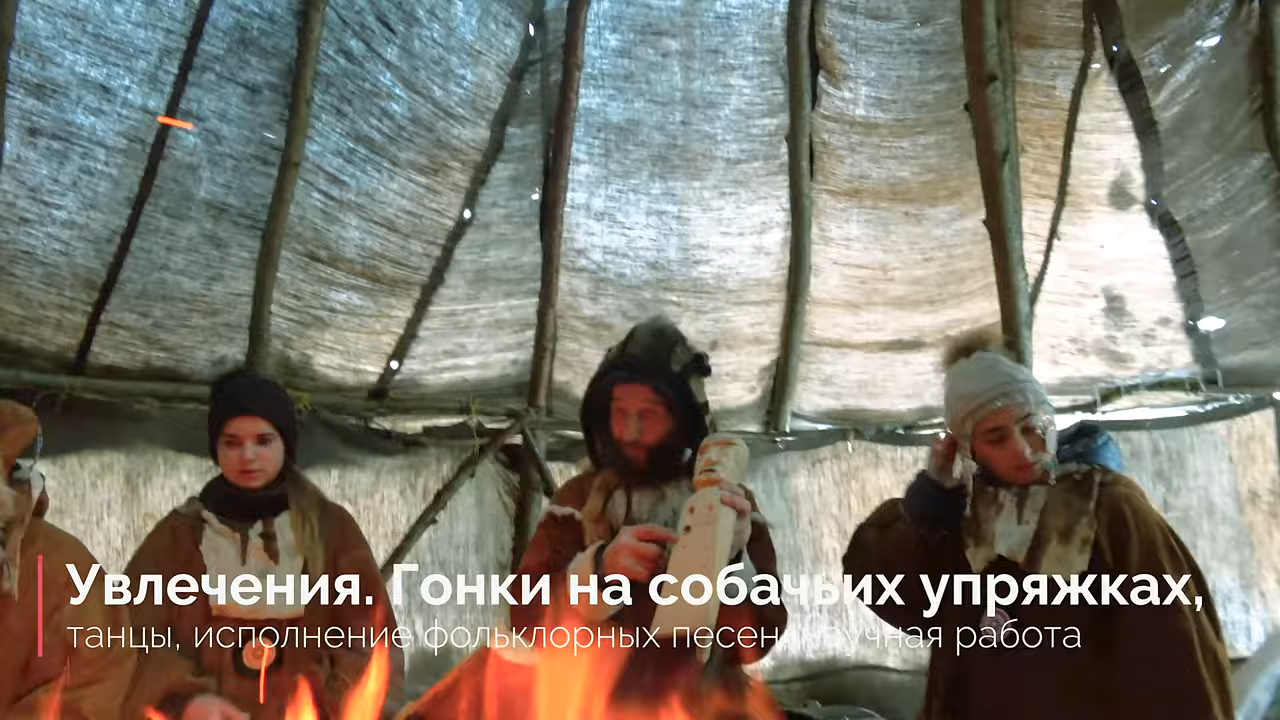 Увлечения. Гонки на собачьих упряжках,
танцы, исполнение фольклорных песен, ручная работа